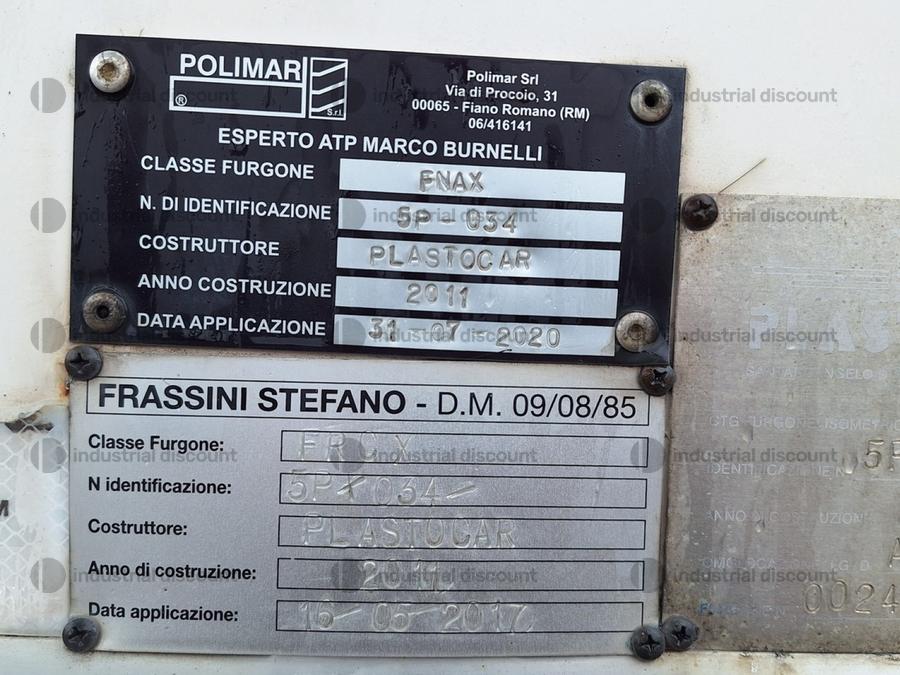 POLIMAR
® S.r.l.
Polimar Srl
Via di Procoio, 31
00065 - Fiano Romano (RM)
06/416141
ESPERTO ATP MARCO BURNELLI
CLASSE FURGONE FNAX
N. DI IDENTIFICAZIONE 5P-034
COSTRUTTORE PLASTOCAR
ANNO COSTRUZIONE 2011
DATA APPLICAZIONE 31-07-2020
FRASSINI STEFANO - D.M. 09/08/85
Classe Furgone: FRCX
N identificazione: 5P-034-
Costruttore: PLASTOCAR
Anno di costruzione: 2011
Data applicazione: 16-05-2017
5P
A
0024
industrial discount